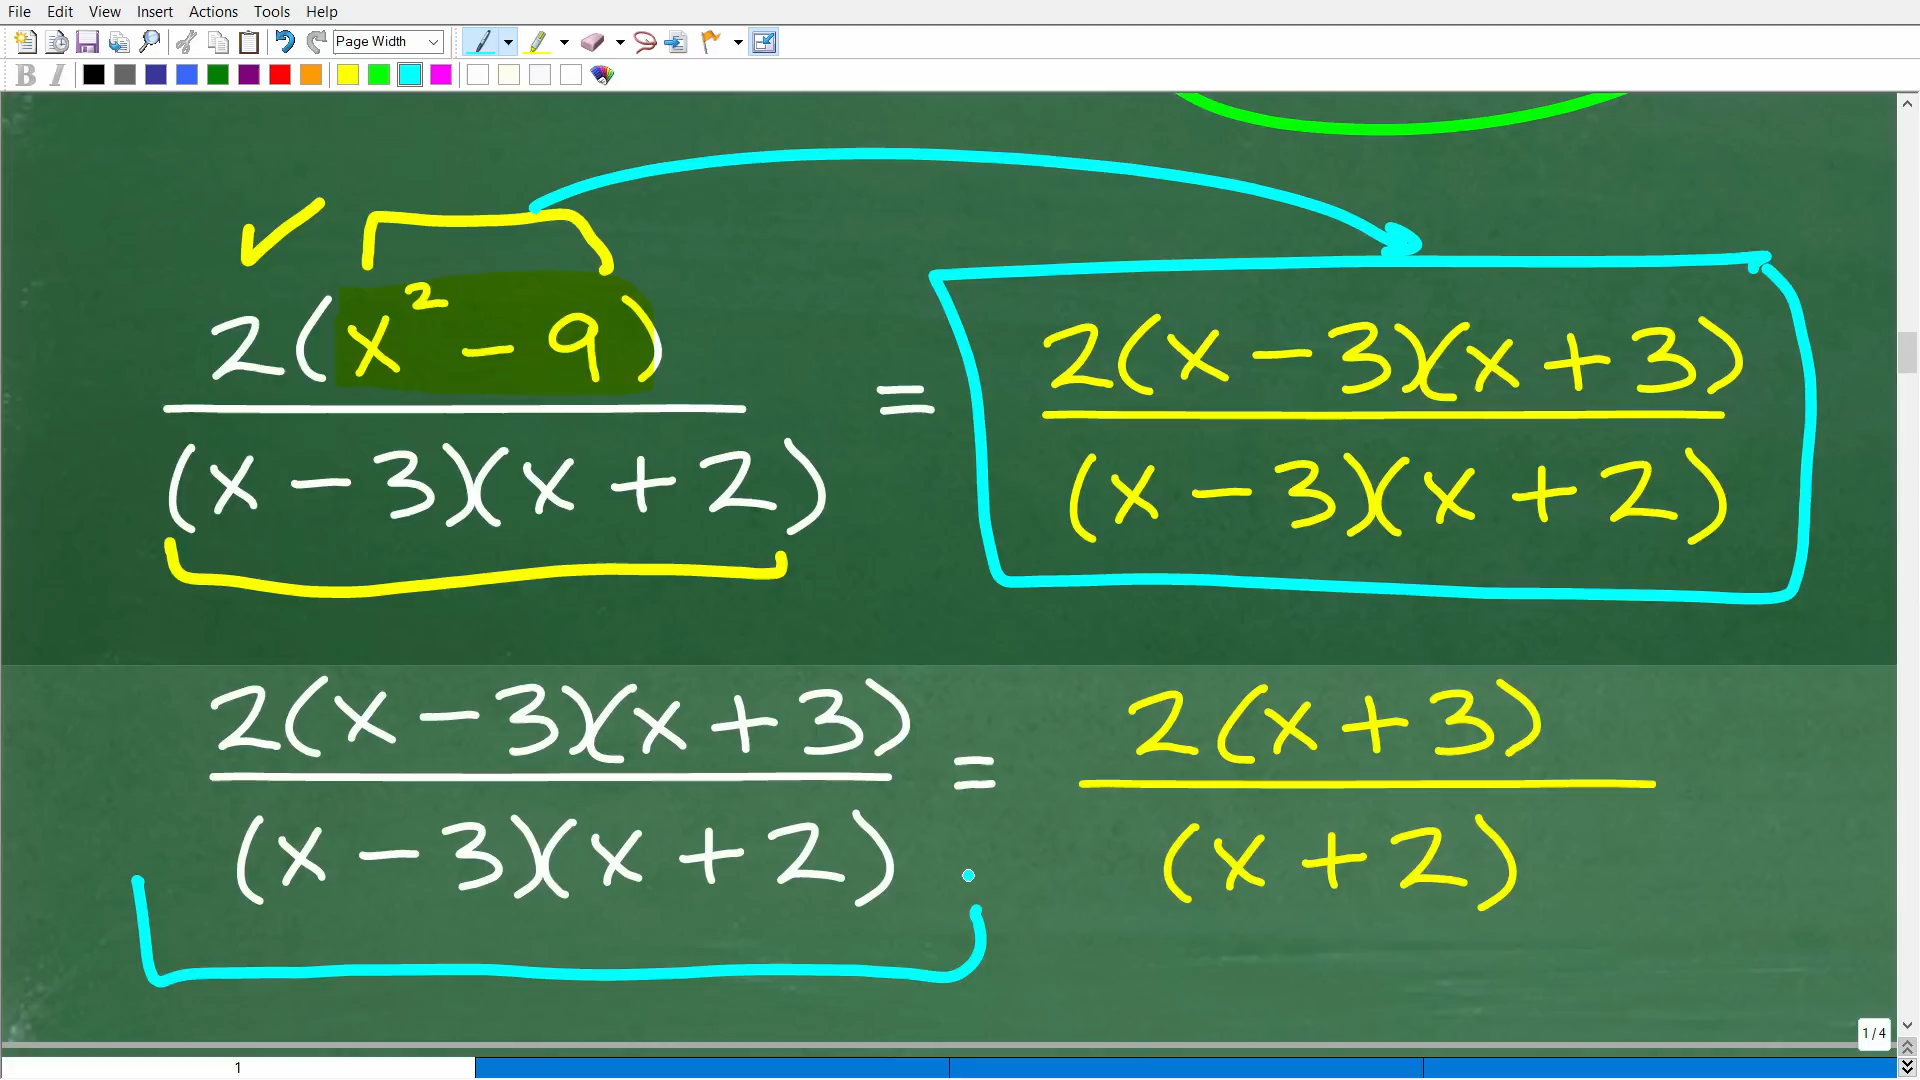 File Edit View Insert Actions Tools Help
Page Width
B I
2(x² - 9) = 2(x - 3)(x + 3)
(x - 3)(x + 2) (x - 3)(x + 2)
2(x - 3)(x + 3) = 2(x + 3)
(x - 3)(x + 2) (x + 2)
1 / 4
1